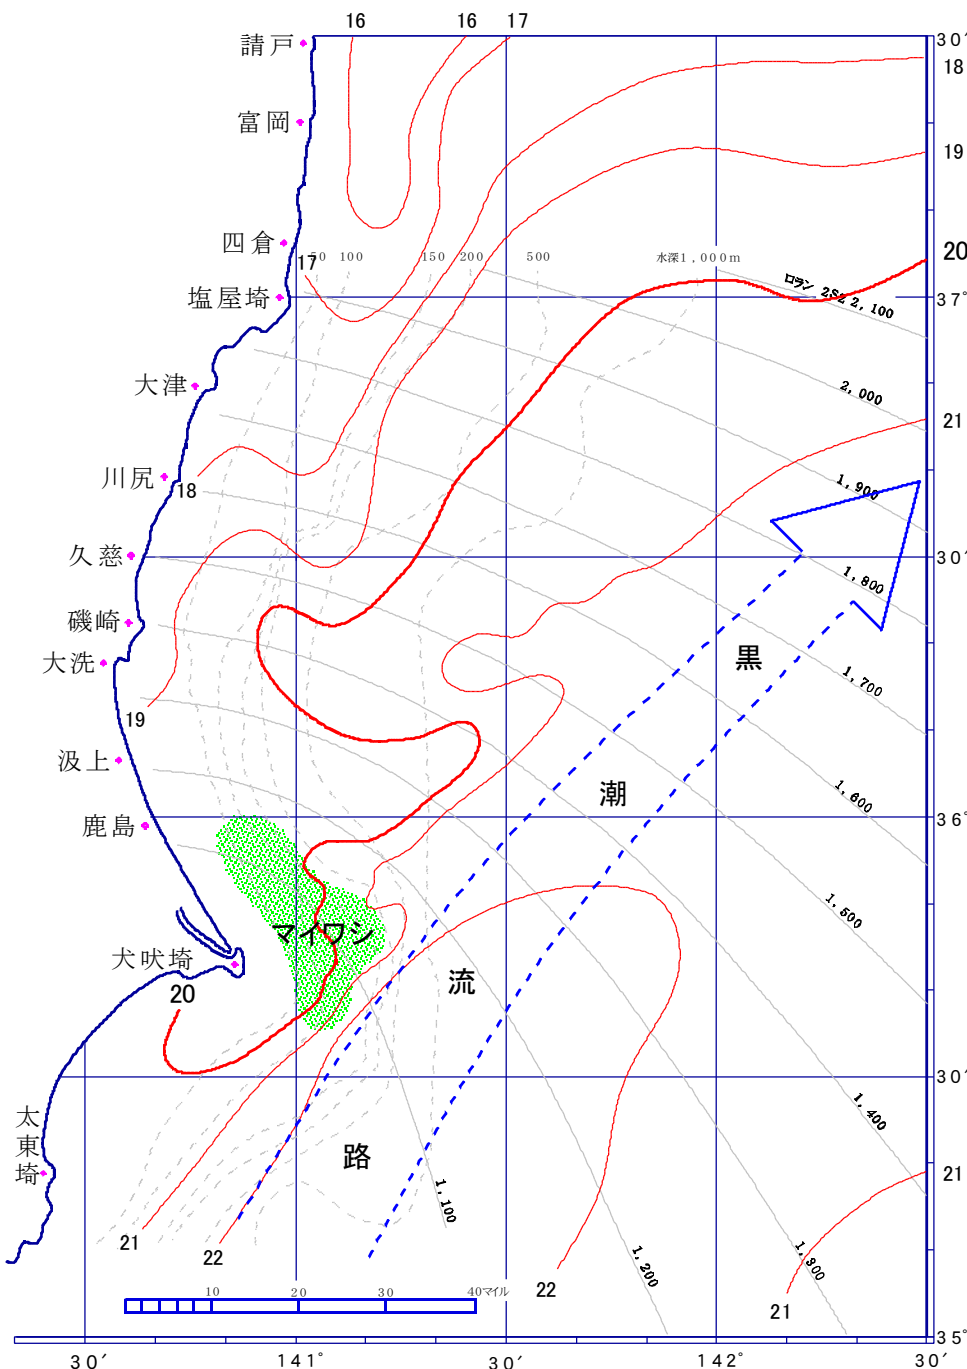 16 16 17
請戸
30′
18
富岡
19
四倉
17
20
50 100 150 200 500 水深1,000m
塩屋埼
ロラン 2S2 2,100
37°
大津
2,000
21
川尻
18
1,900
久慈
30′
1,800
磯崎
大洗
黒
1,700
19
汲上
潮
1,600
鹿島
36°
1,500
マイワシ
犬吠埼
流
20
30′
1,400
太東埼
路
21
1,100
21
22
1,200
1,300
22
21
10 20 30 40マイル
35°
30′ 141° 30′ 142° 30′